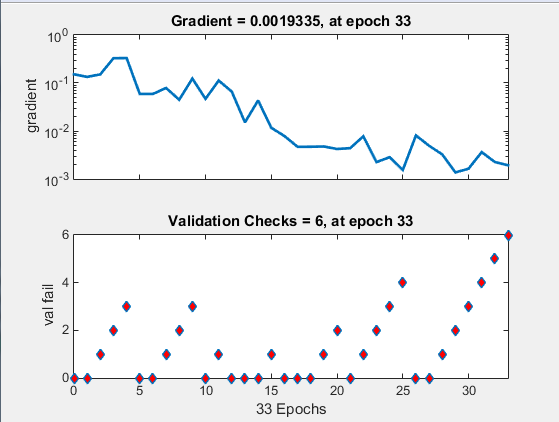 Gradient = 0.0019335, at epoch 33
10^0
10^-1
10^-2
10^-3
gradient
Validation Checks = 6, at epoch 33
6
4
2
0
val fail
0 5 10 15 20 25 30
33 Epochs